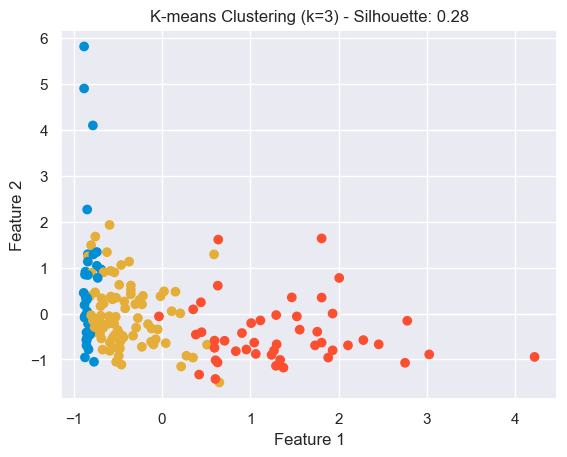 K-means Clustering (k=3) - Silhouette: 0.28
6
5
4
3
2
1
0
−1
Feature 2
−1 0 1 2 3 4
Feature 1